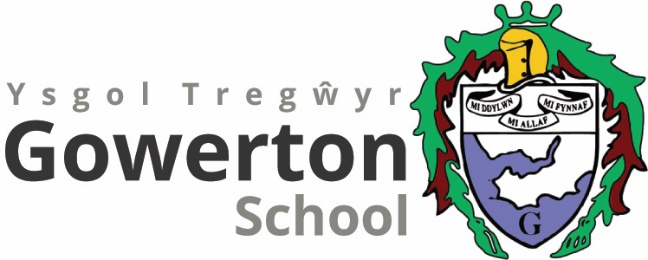 Ysgol Tregŵyr
Gowerton
School
MI DDYLWN
MI ALLAF
MI FYNNAF
G